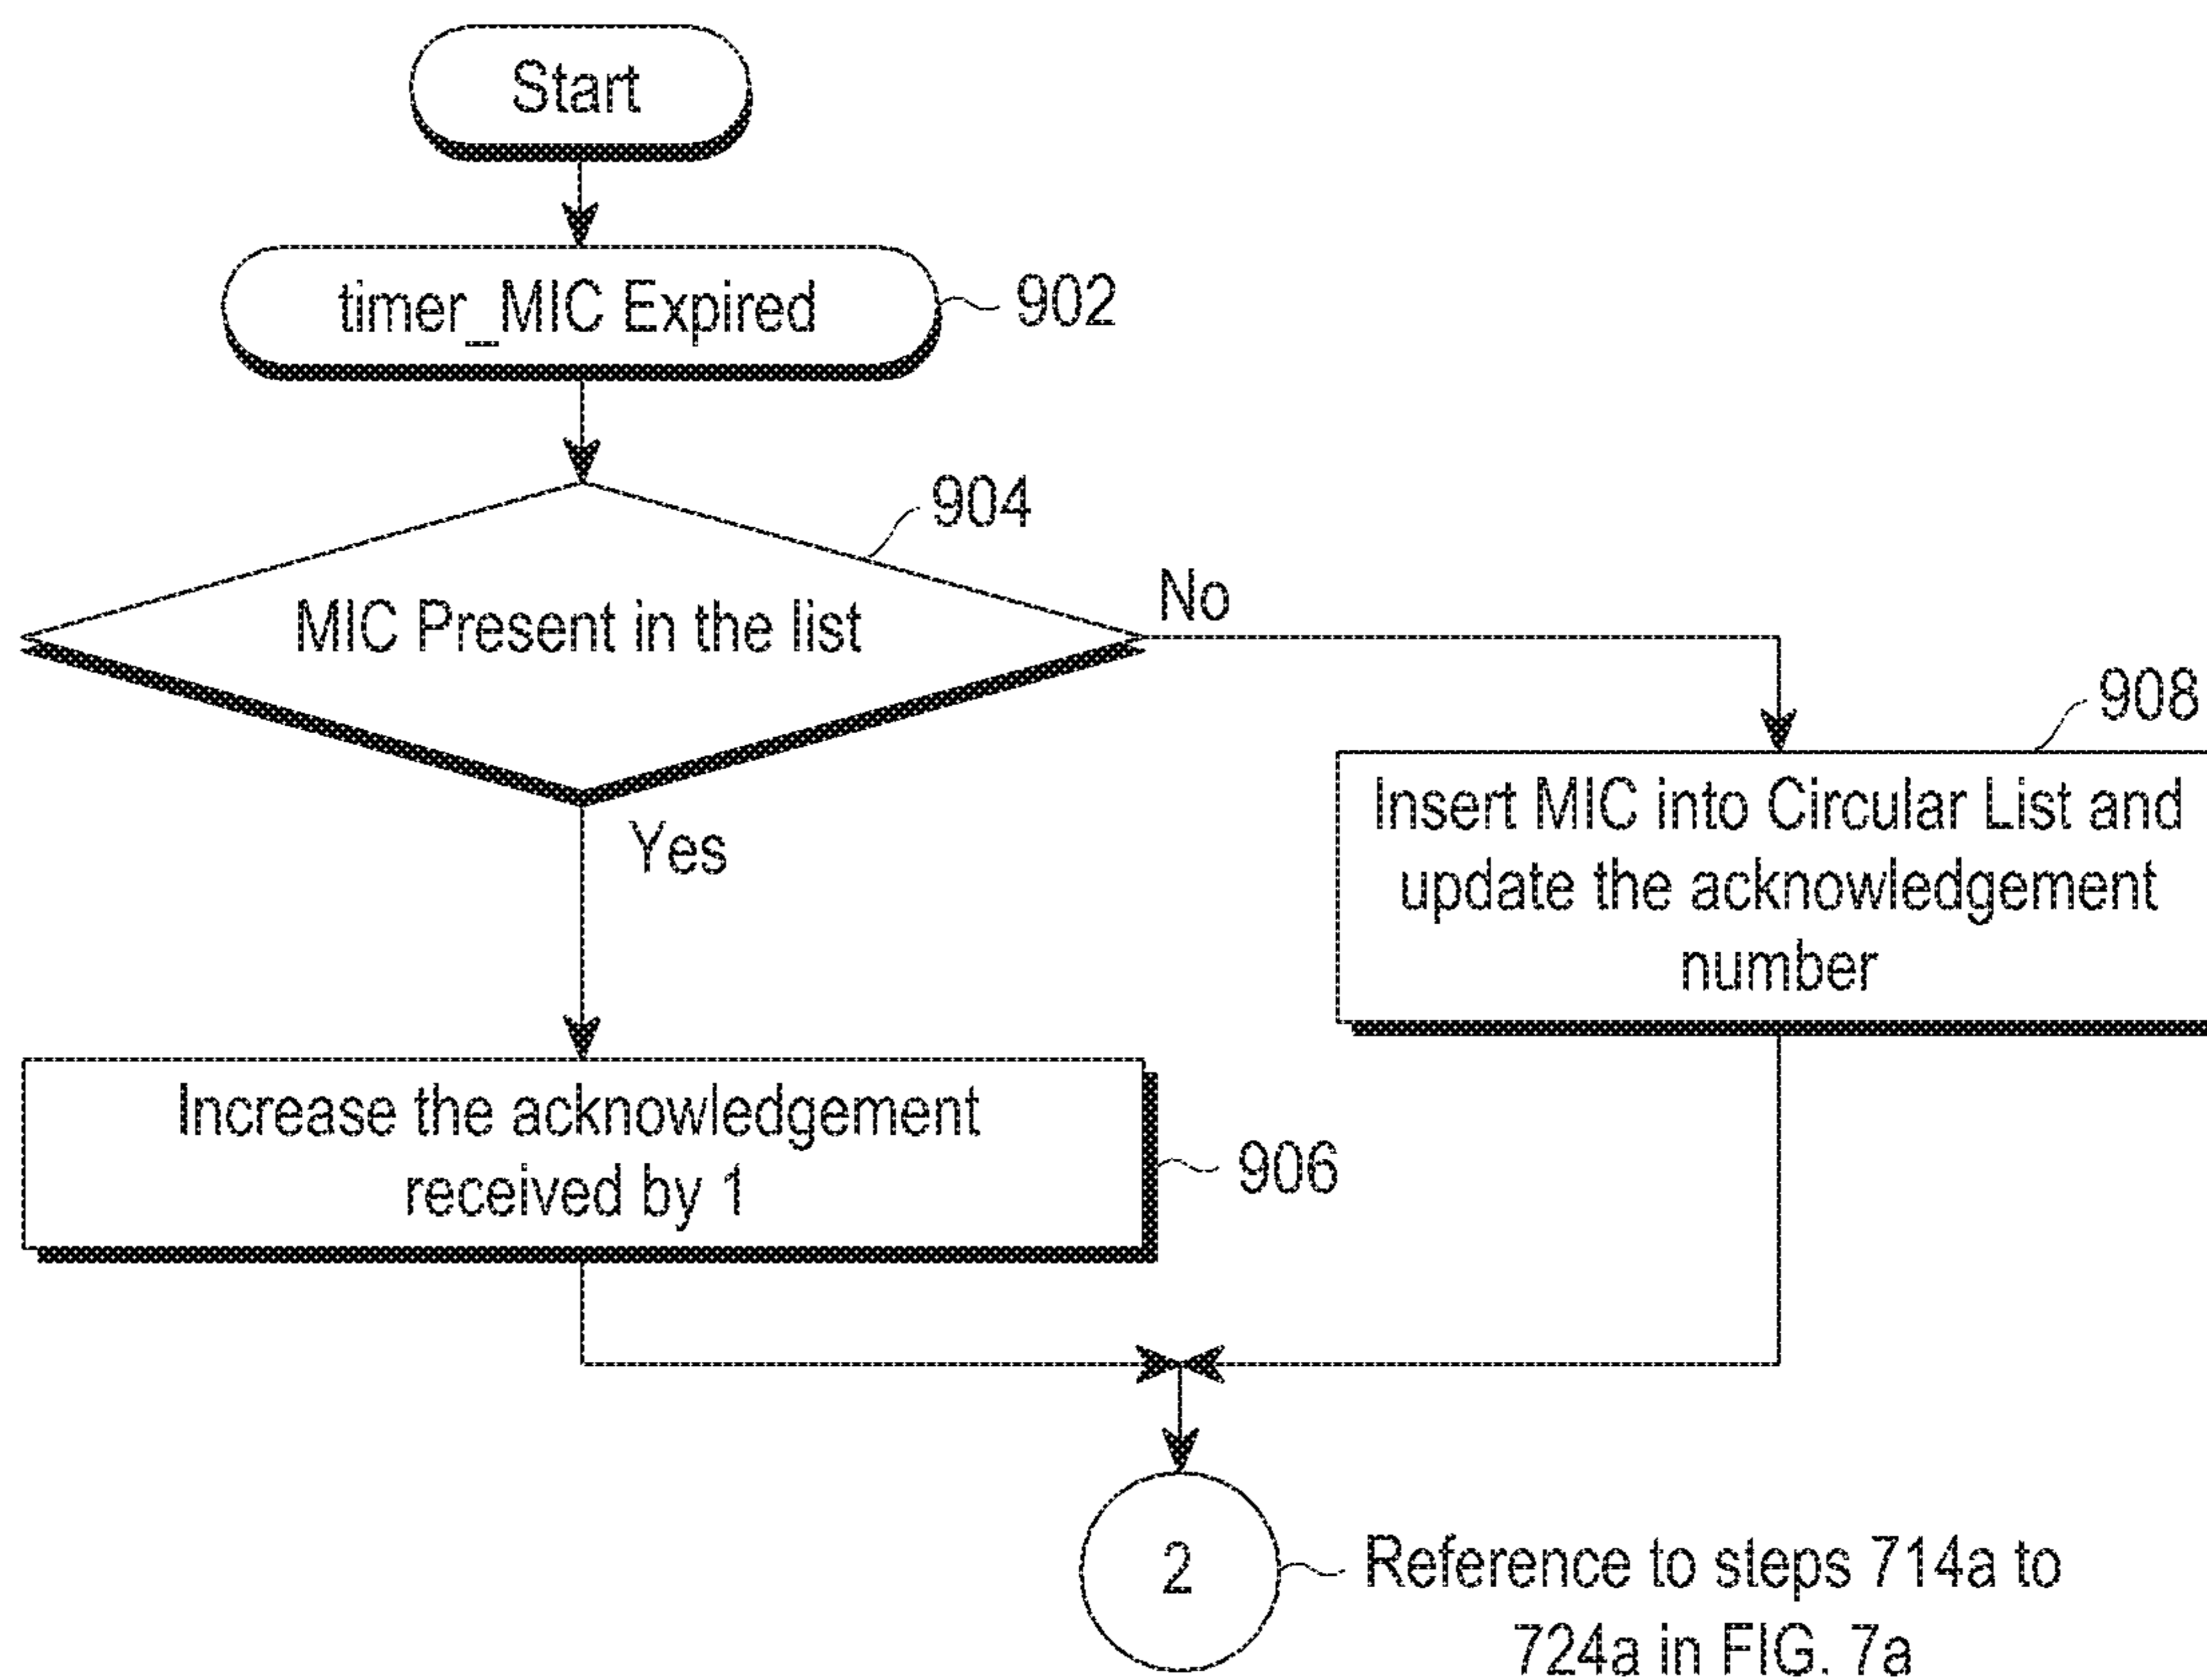 Start
timer_MIC Expired
902
904
MIC Present in the list
No
908
Insert MIC into Circular List and
update the acknowledgement
number
Yes
Increase the acknowledgement
received by 1
906
2
Reference to steps 714a to
724a in FIG. 7a